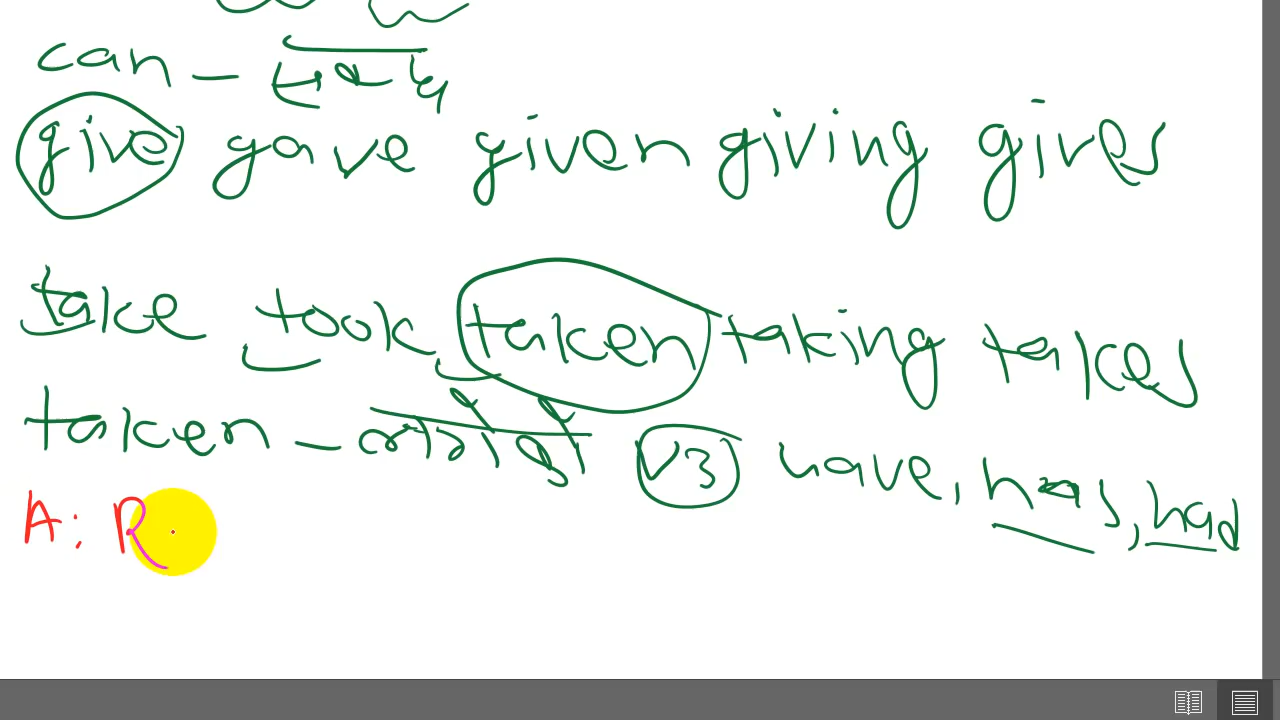 can –
give gave given giving gives
take took taken taking takes
taken – V3 have, has, had
A: R